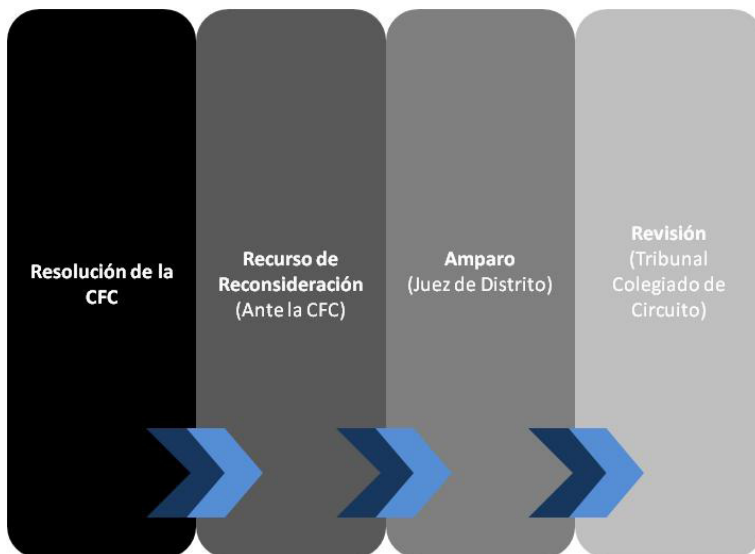 Resolución de la
CFC
Recurso de
Reconsideración
(Ante la CFC)
Amparo
(Juez de Distrito)
Revisión
(Tribunal
Colegiado de
Circuito)